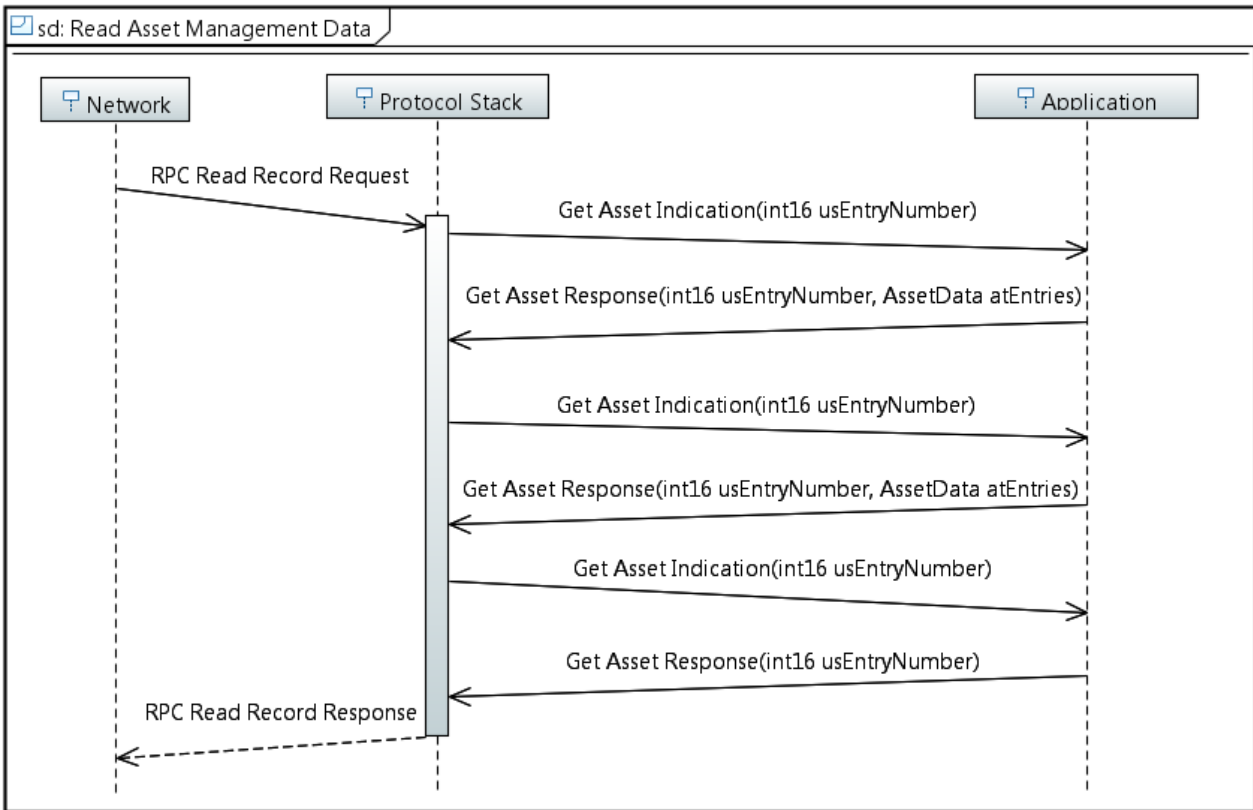 sd: Read Asset Management Data
Network
Protocol Stack
Application
RPC Read Record Request
Get Asset Indication(int16 usEntryNumber)
Get Asset Response(int16 usEntryNumber, AssetData atEntries)
Get Asset Indication(int16 usEntryNumber)
Get Asset Response(int16 usEntryNumber, AssetData atEntries)
Get Asset Indication(int16 usEntryNumber)
Get Asset Response(int16 usEntryNumber)
RPC Read Record Response